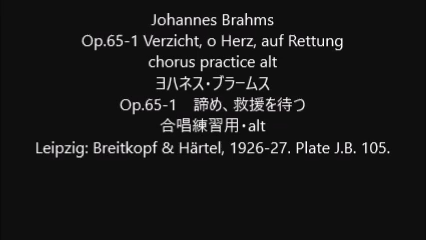 Johannes Brahms
Op.65-1 Verzicht, o Herz, auf Rettung
chorus practice alt
ヨハネス・ブラームス
Op.65-1　諦め、救援を待つ
合唱練習用・alt
Leipzig: Breitkopf & Härtel, 1926-27. Plate J.B. 105.